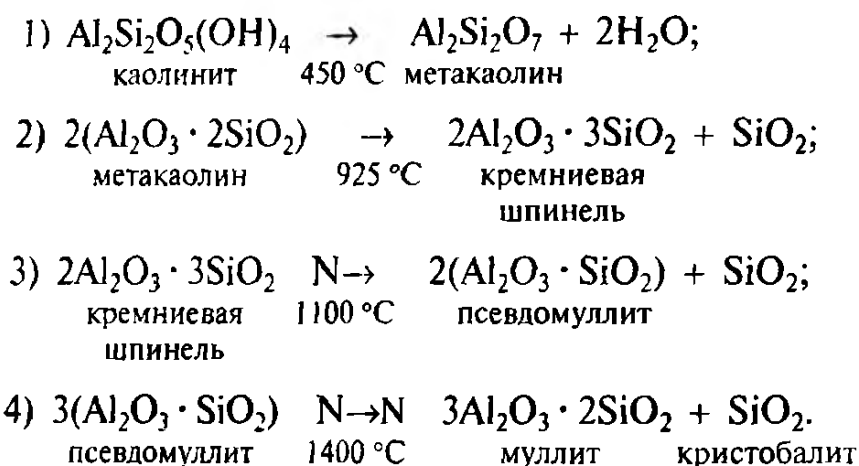 1) Al₂Si₂O₅(OH)₄ → Al₂Si₂O₇ + 2H₂O;
каолинит 450 °C метакаолин
2) 2(Al₂O₃ · 2SiO₂) → 2Al₂O₃ · 3SiO₂ + SiO₂;
метакаолин 925 °C кремниевая
шпинель
3) 2Al₂O₃ · 3SiO₂ N→ 2(Al₂O₃ · SiO₂) + SiO₂;
кремниевая 1100 °C псевдомуллит
шпинель
4) 3(Al₂O₃ · SiO₂) N→N 3Al₂O₃ · 2SiO₂ + SiO₂.
псевдомуллит 1400 °C муллит кристобалит